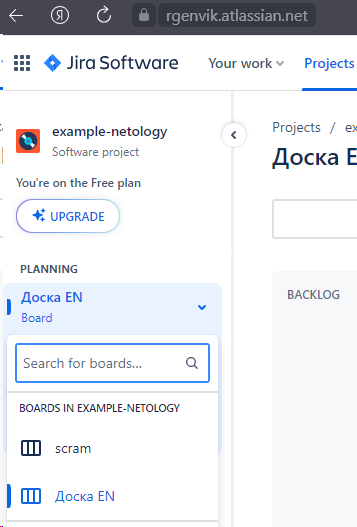 rgenvik.atlassian.net
Jira Software
Your work
Projects
example-netology
Software project
You're on the Free plan
UPGRADE
PLANNING
Доска EN
Board
Search for boards...
BOARDS IN EXAMPLE-NETOLOGY
scram
Доска EN
Projects / ex
Доска E
BACKLOG